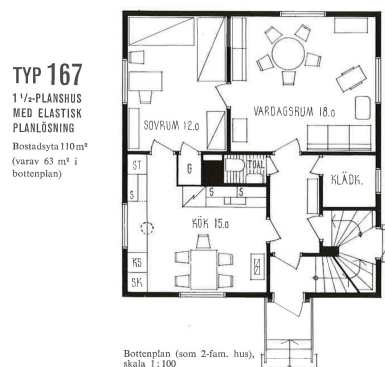 TYP 167
1 1/2-PLANSHUS
MED ELASTISK
PLANLÖSNING
Bostadsyta 110 m²
(varav 63 m² i
bottenplan)
SOVRUM 12.0
VARDAGSRUM 18.0
ST
G
TOAL
KLÄDK.
S
S
S
KÖK 15.0
KS
SK
Bottenplan (som 2-fam. hus),
skala 1:100